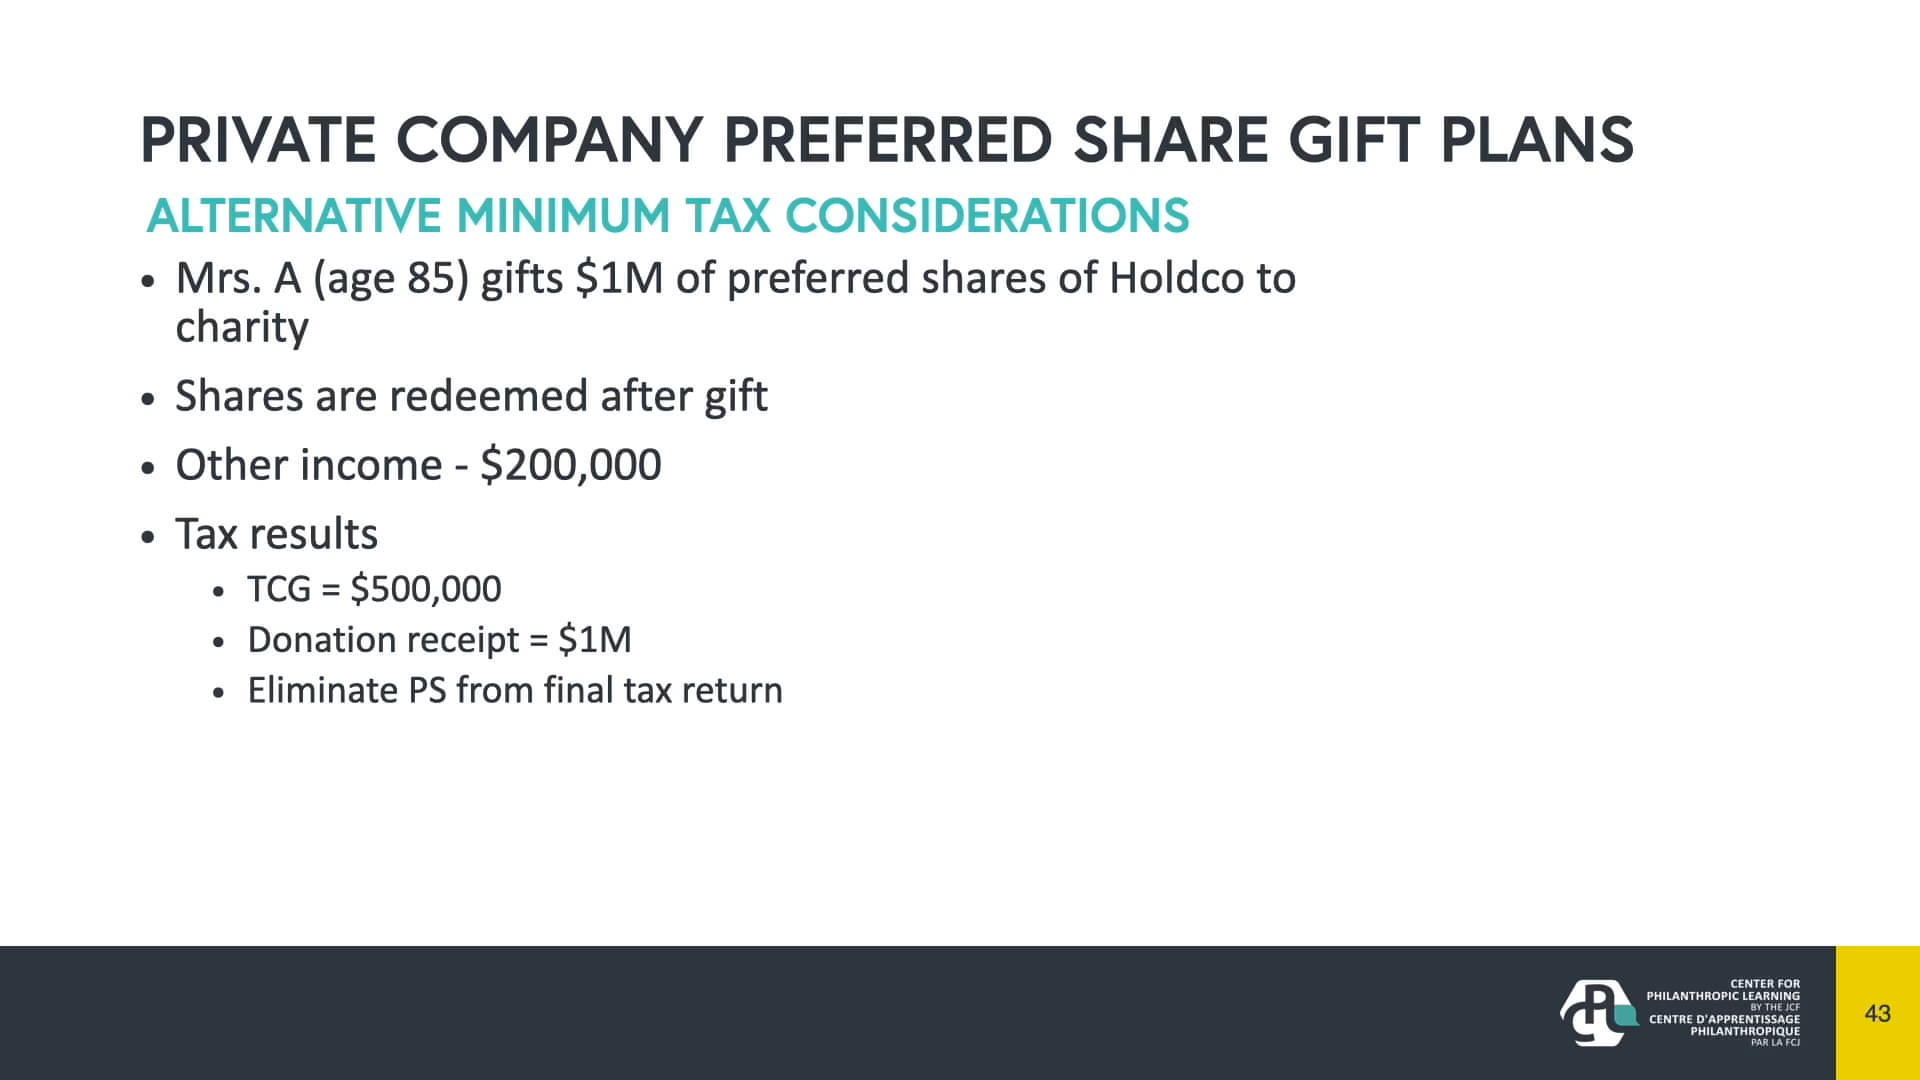 PRIVATE COMPANY PREFERRED SHARE GIFT PLANS
ALTERNATIVE MINIMUM TAX CONSIDERATIONS
• Mrs. A (age 85) gifts $1M of preferred shares of Holdco to
charity
• Shares are redeemed after gift
• Other income - $200,000
• Tax results
• TCG = $500,000
• Donation receipt = $1M
• Eliminate PS from final tax return
CENTER FOR
PHILANTHROPIC LEARNING
BY THE JCF
CENTRE D'APPRENTISSAGE
PHILANTHROPIQUE
PAR LA FCJ
43